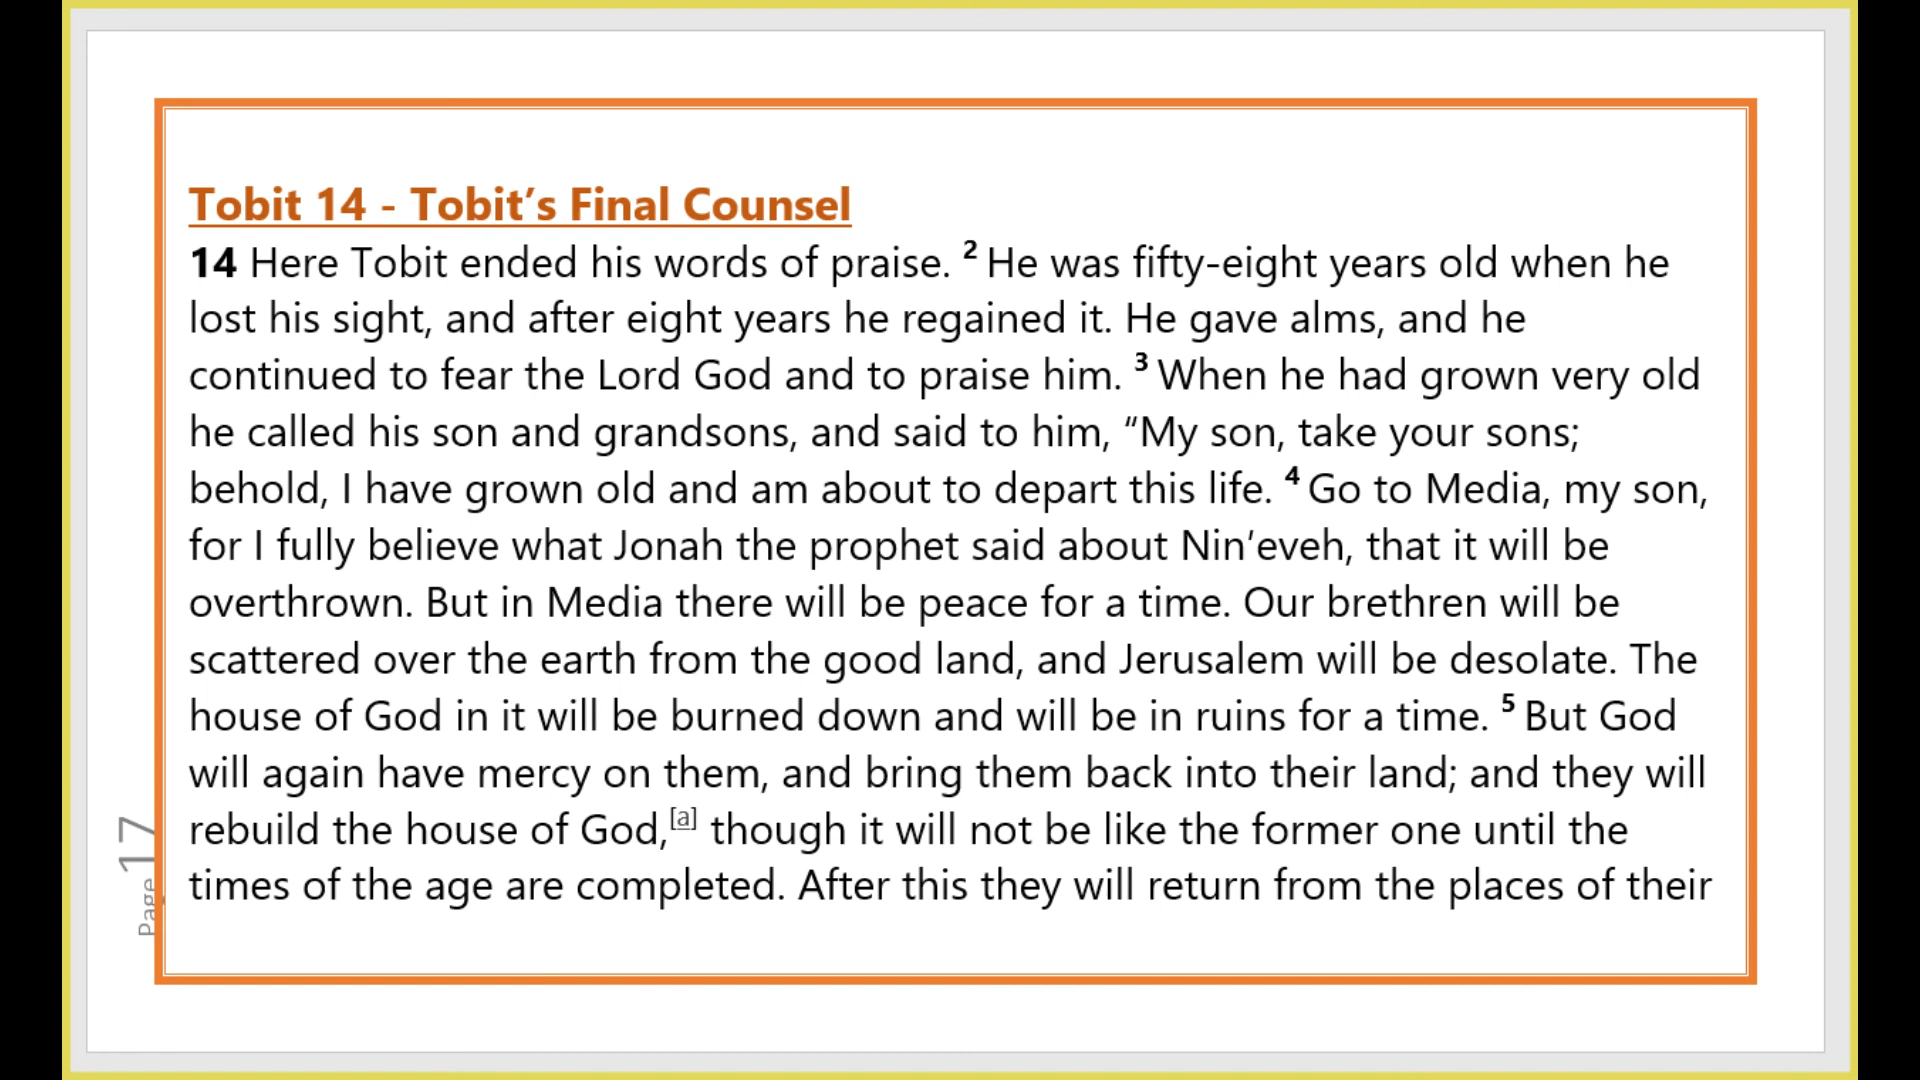 Tobit 14 - Tobit’s Final Counsel
14 Here Tobit ended his words of praise. 2 He was fifty-eight years old when he
lost his sight, and after eight years he regained it. He gave alms, and he
continued to fear the Lord God and to praise him. 3 When he had grown very old
he called his son and grandsons, and said to him, “My son, take your sons;
behold, I have grown old and am about to depart this life. 4 Go to Media, my son,
for I fully believe what Jonah the prophet said about Nin′eveh, that it will be
overthrown. But in Media there will be peace for a time. Our brethren will be
scattered over the earth from the good land, and Jerusalem will be desolate. The
house of God in it will be burned down and will be in ruins for a time. 5 But God
will again have mercy on them, and bring them back into their land; and they will
rebuild the house of God,[a] though it will not be like the former one until the
times of the age are completed. After this they will return from the places of their
Page 17